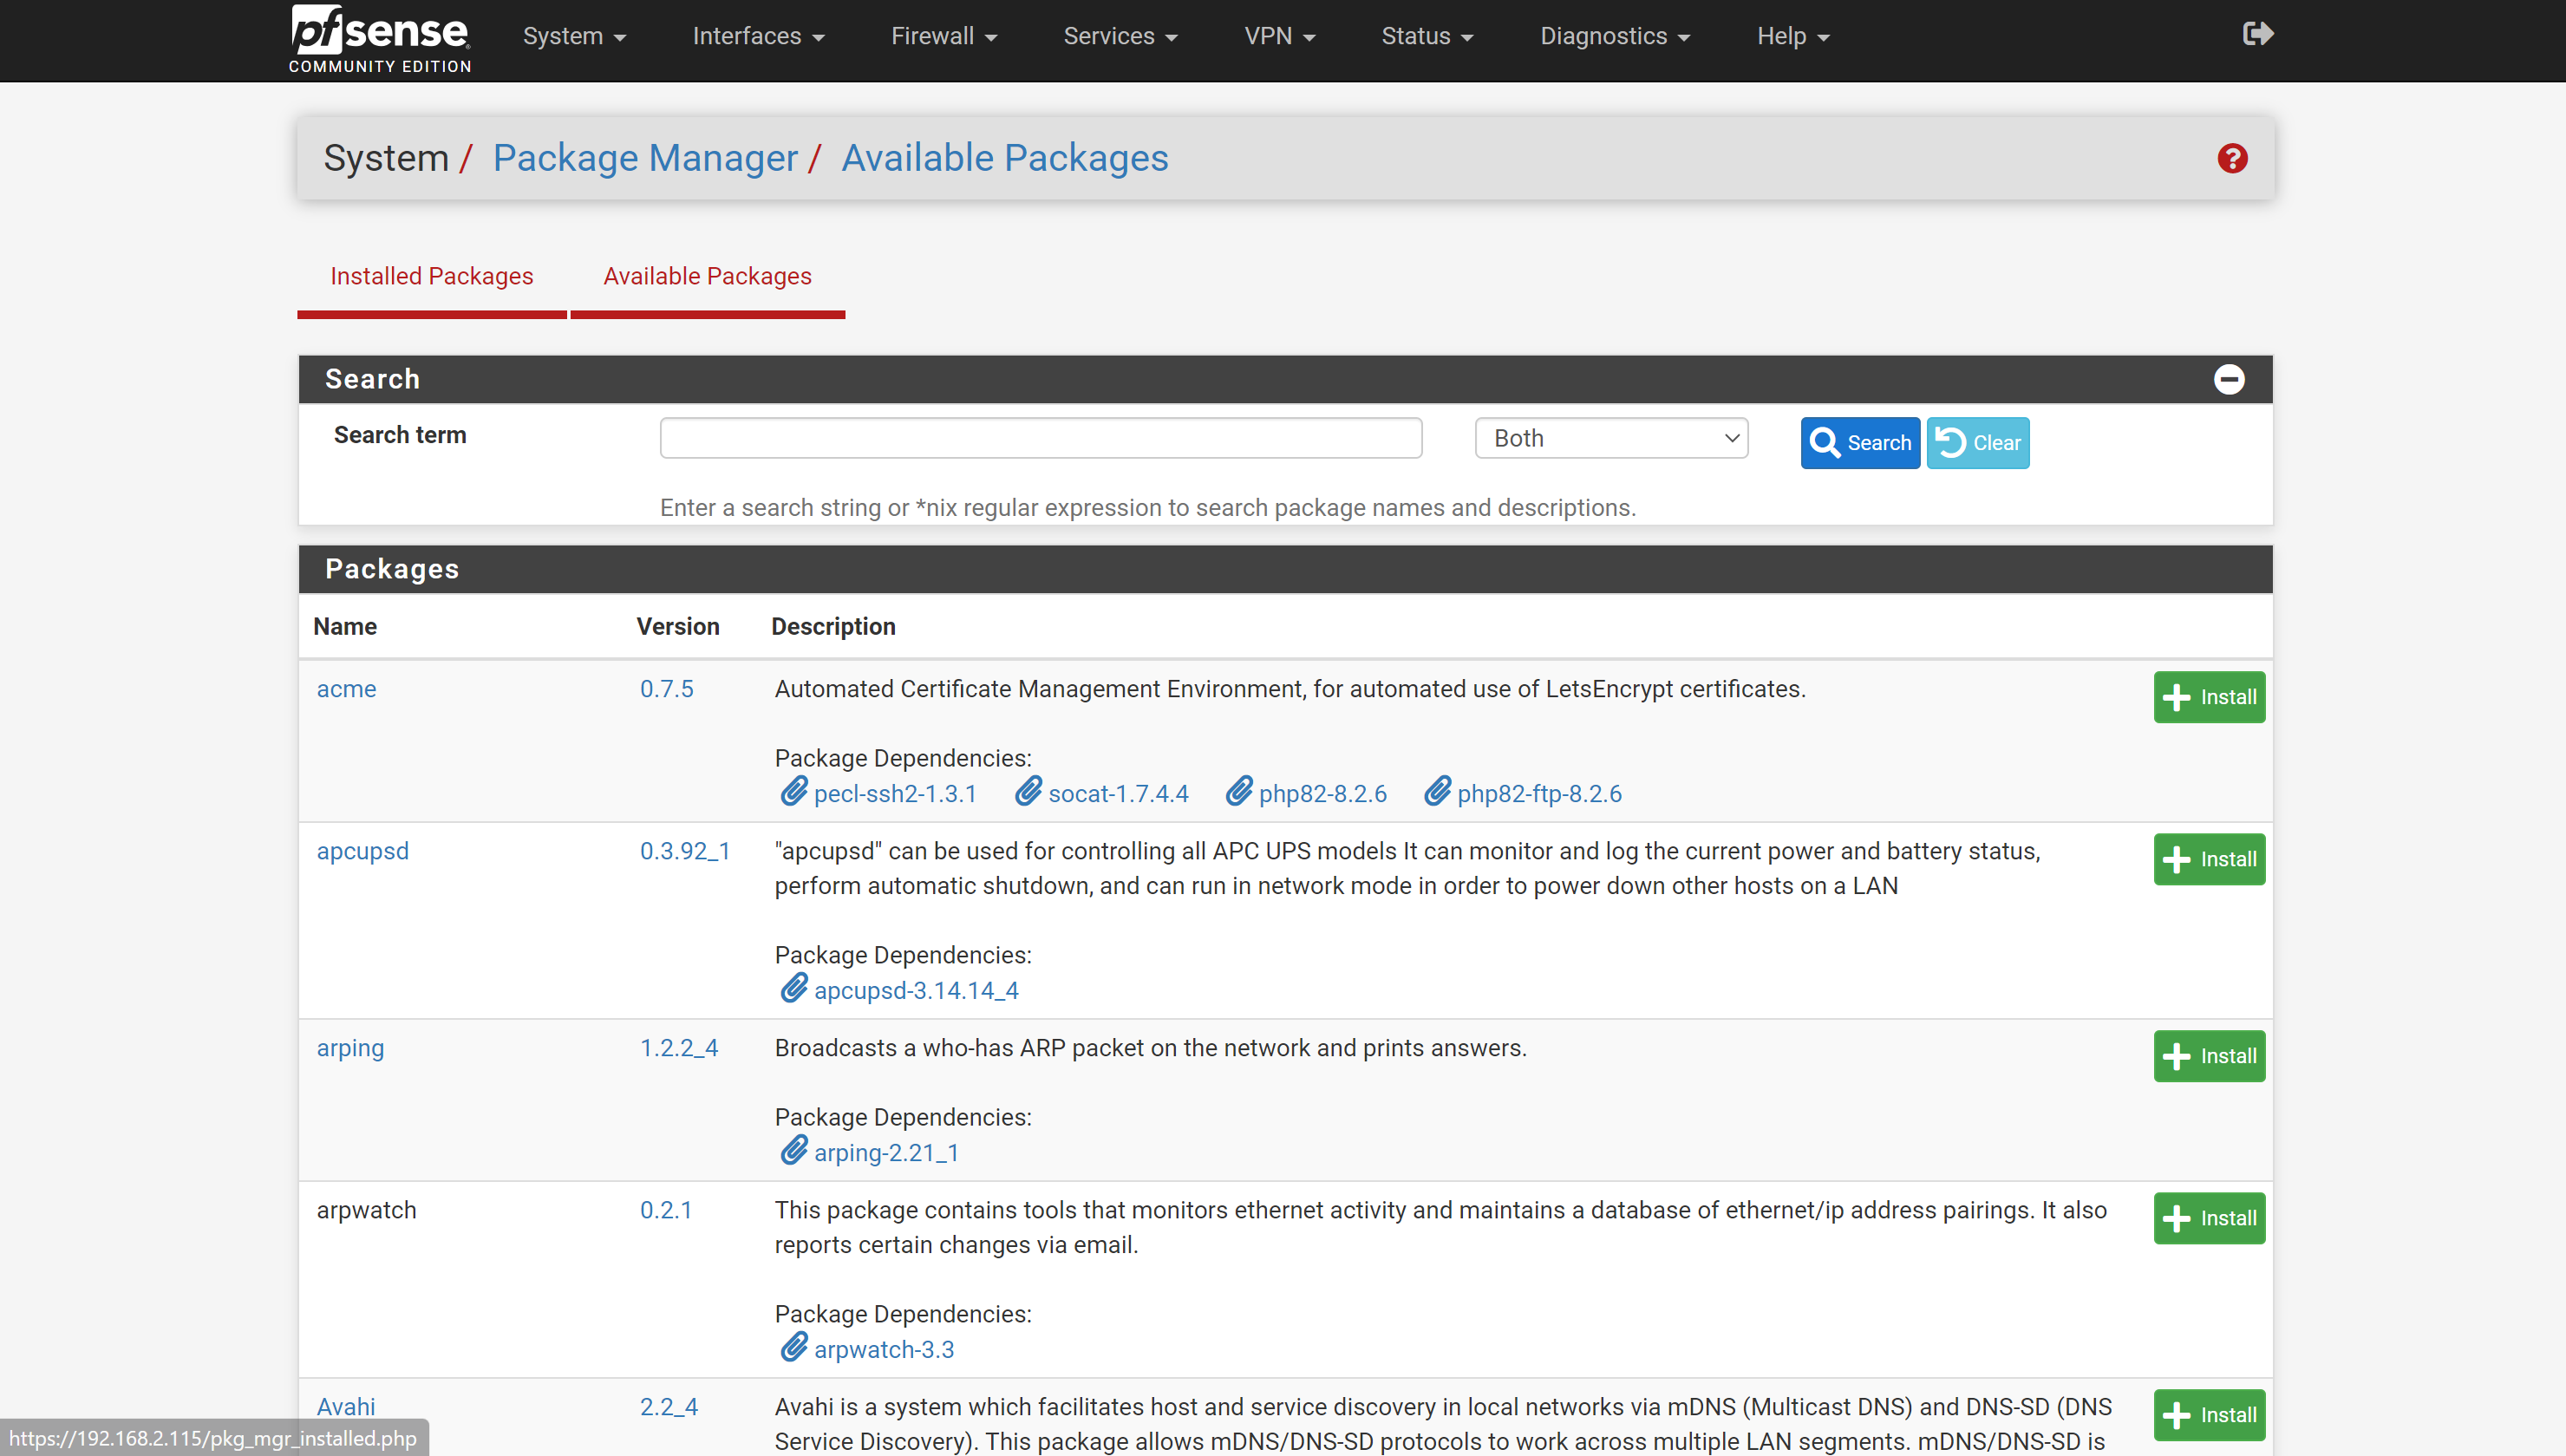 pfsense
COMMUNITY EDITION
System
Interfaces
Firewall
Services
VPN
Status
Diagnostics
Help
System / Package Manager / Available Packages
Installed Packages
Available Packages
Search
Search term
Both
Search
Clear
Enter a search string or *nix regular expression to search package names and descriptions.
Packages
Name Version Description
acme 0.7.5 Automated Certificate Management Environment, for automated use of LetsEncrypt certificates.
Install
Package Dependencies:
pecl-ssh2-1.3.1 socat-1.7.4.4 php82-8.2.6 php82-ftp-8.2.6
apcupsd 0.3.92_1 "apcupsd" can be used for controlling all APC UPS models It can monitor and log the current power and battery status,
perform automatic shutdown, and can run in network mode in order to power down other hosts on a LAN
Install
Package Dependencies:
apcupsd-3.14.14_4
arping 1.2.2_4 Broadcasts a who-has ARP packet on the network and prints answers.
Install
Package Dependencies:
arping-2.21_1
arpwatch 0.2.1 This package contains tools that monitors ethernet activity and maintains a database of ethernet/ip address pairings. It also
reports certain changes via email.
Install
Package Dependencies:
arpwatch-3.3
Avahi 2.2_4 Avahi is a system which facilitates host and service discovery in local networks via mDNS (Multicast DNS) and DNS-SD (DNS
Service Discovery). This package allows mDNS/DNS-SD protocols to work across multiple LAN segments. mDNS/DNS-SD is
Install
https://192.168.2.115/pkg_mgr_installed.php